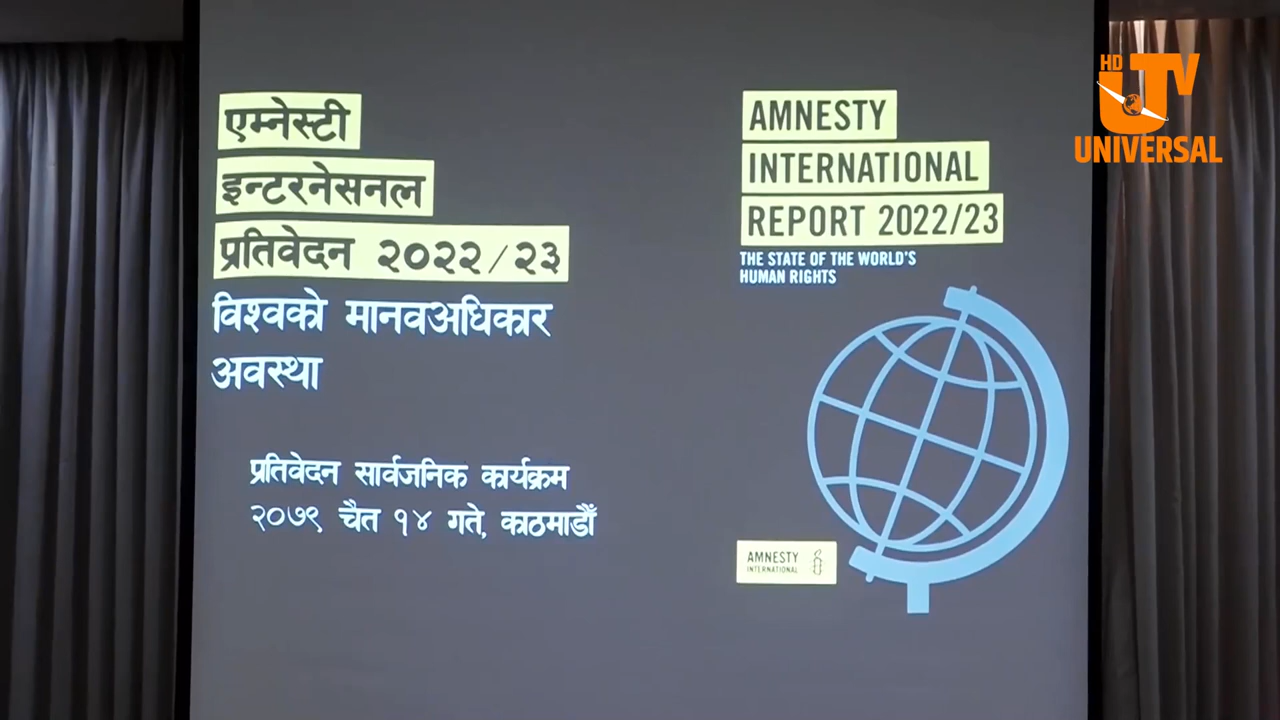 एम्नेस्टी
इन्टरनेसनल
प्रतिवेदन २०२२/२३
विश्वको मानवअधिकार
अवस्था
प्रतिवेदन सार्वजनिक कार्यक्रम
२०७९ चैत १४ गते, काठमाडौँ
AMNESTY
INTERNATIONAL
REPORT 2022/23
THE STATE OF THE WORLD'S
HUMAN RIGHTS
AMNESTY
INTERNATIONAL
HD
UTV
UNIVERSAL